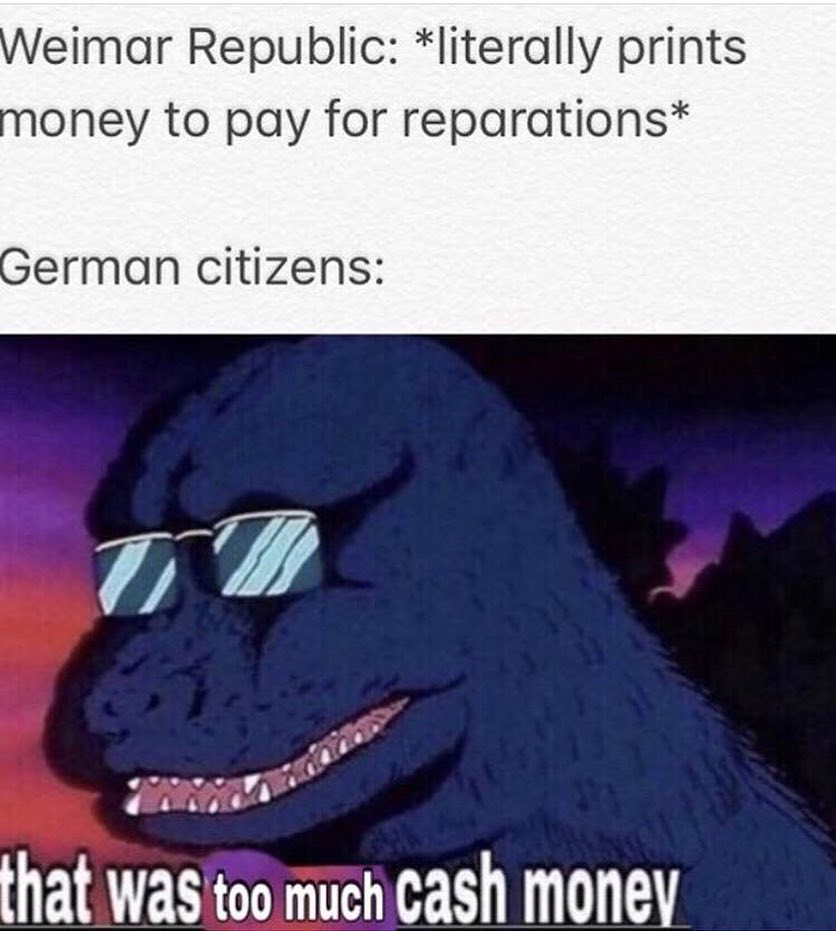 Weimar Republic: *literally prints
money to pay for reparations*
German citizens:
that was too much cash money